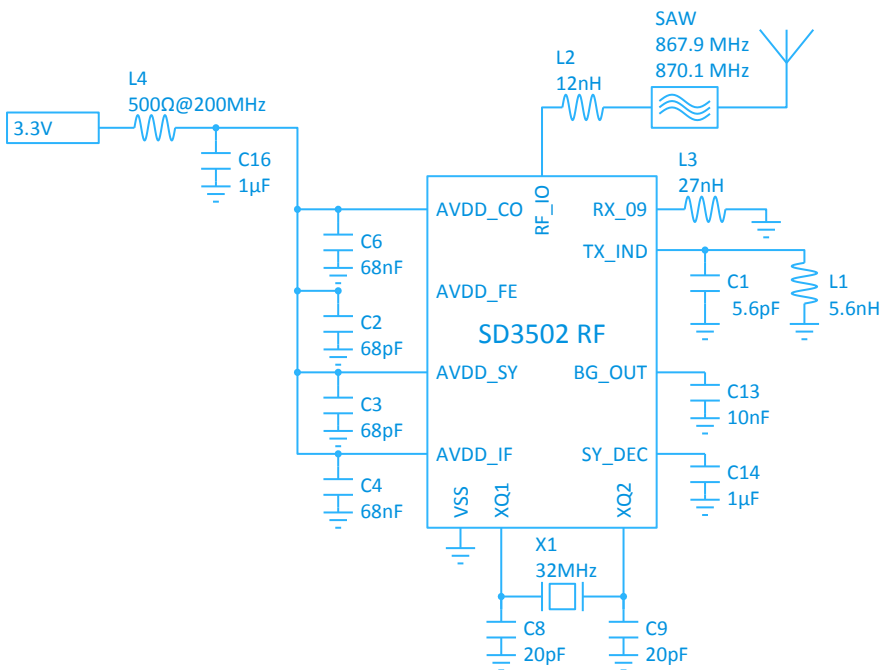 SAW
867.9 MHz
870.1 MHz
L2
12nH
L4
500Ω@200MHz
3.3V
C16
1µF
L3
27nH
RF_IO
AVDD_CO
RX_09
TX_IND
C6
68nF
C1
5.6pF
L1
5.6nH
AVDD_FE
C2
68pF
SD3502 RF
AVDD_SY
BG_OUT
C3
68pF
C13
10nF
AVDD_IF
SY_DEC
C4
68nF
C14
1µF
VSS
XQ1
XQ2
X1
32MHz
C8
20pF
C9
20pF